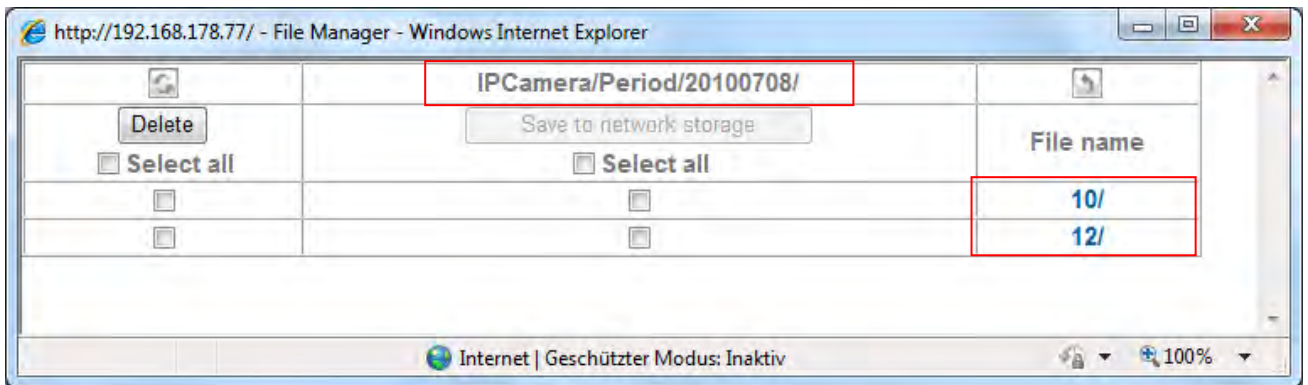 http://192.168.178.77/ - File Manager - Windows Internet Explorer
IPCamera/Period/20100708/
Delete
Save to network storage
File name
Select all
Select all
10/
12/
Internet | Geschützter Modus: Inaktiv
100%